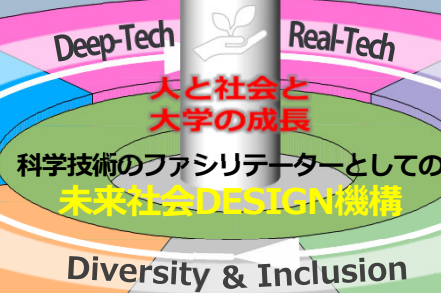 Deep-Tech
Real-Tech
人と社会と
大学の成長
科学技術のファシリテーターとしての
未来社会DESIGN機構
Diversity & Inclusion